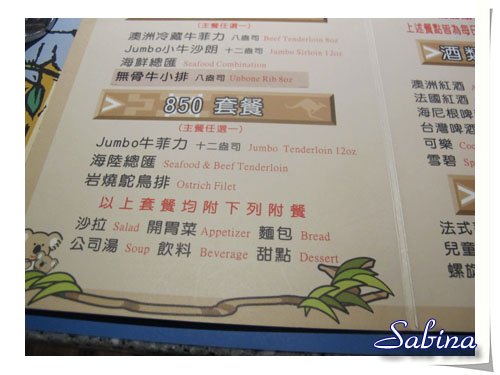 (主餐任選一)
澳洲冷藏牛菲力 八盎司 Beef Tenderloin 8oz
Jumbo小牛沙朗 十二盎司 Jumbo Sirloin 12oz
海鮮總匯 Seafood Combination
無骨牛小排 八盎司 Unbone Rib 8oz
850 套餐
(主餐任選一)
Jumbo牛菲力 十二盎司 Jumbo Tenderloin 12oz
海陸總匯 Seafood & Beef Tenderloin
岩燒鴕鳥排 Ostrich Filet
以上套餐均附下列附餐
沙拉 Salad 開胃菜 Appetizer 麵包 Bread
公司湯 Soup 飲料 Beverage 甜點 Dessert
上述餐點皆為每
酒類
澳洲紅酒
法國紅酒
海尼根啤
台灣啤酒
可樂
雪碧
法式
兒童
螺旋
Sabina